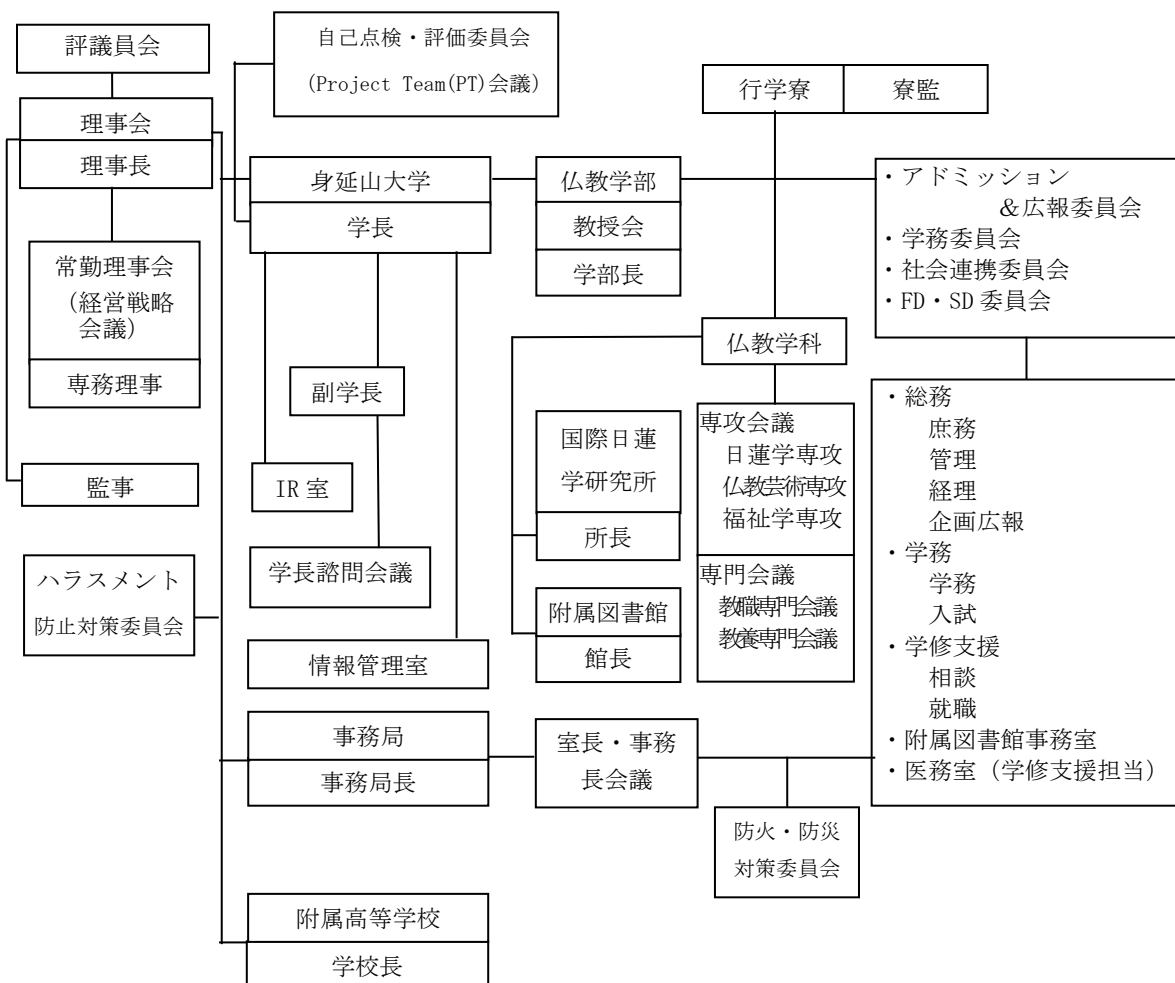 評議員会
理事会
理事長
常勤理事会
(経営戦略
会議)
専務理事
監事
ハラスメント
防止対策委員会
自己点検・評価委員会
(Project Team(PT)会議)
身延山大学
学長
副学長
IR 室
学長諮問会議
情報管理室
事務局
事務局長
附属高等学校
学校長
仏教学部
教授会
学部長
国際日蓮
学研究所
所長
附属図書館
館長
室長・事務
長会議
行学寮
寮監
仏教学科
専攻会議
日蓮学専攻
仏教芸術専攻
福祉学専攻
専門会議
教職専門会議
教養専門会議
防火・防災
対策委員会
・アドミッション
&広報委員会
・学務委員会
・社会連携委員会
・FD・SD 委員会
・総務
庶務
管理
経理
企画広報
・学務
学務
入試
・学修支援
相談
就職
・附属図書館事務室
・医務室（学修支援担当）